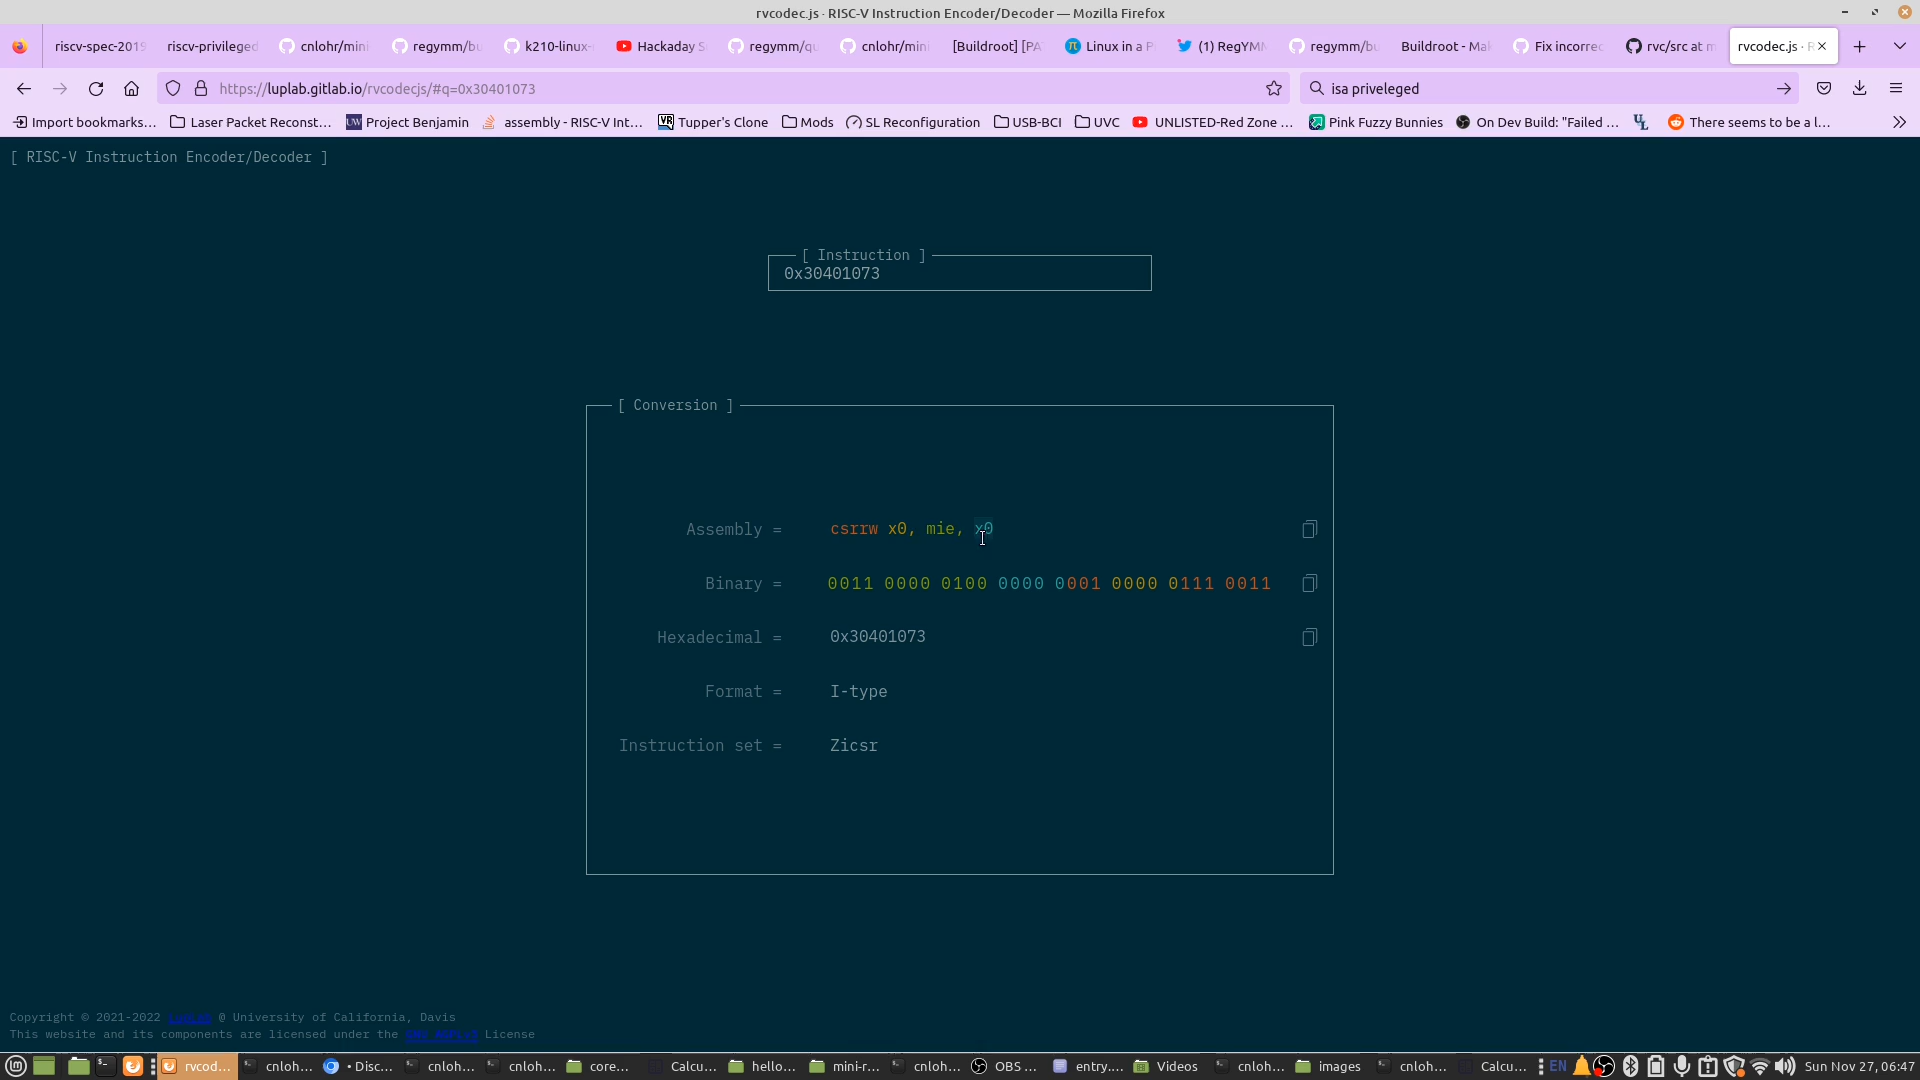 rvcodec.js · RISC-V Instruction Encoder/Decoder — Mozilla Firefox
riscv-spec-2019 riscv-privileged cnlohr/mini regymm/bu k210-linux- Hackaday S regymm/qu cnlohr/mini [Buildroot] [PA Linux in a P (1) RegYMM regymm/bu Buildroot - Mak Fix incorrec rvc/src at m rvcodec.js · R
https://luplab.gitlab.io/rvcodecjs/#q=0x30401073 isa priveleged
Import bookmarks… Laser Packet Reconst… UW Project Benjamin assembly - RISC-V Int… VR Tupper's Clone Mods SL Reconfiguration USB-BCI UVC UNLISTED-Red Zone … Pink Fuzzy Bunnies On Dev Build: "Failed … UL There seems to be a l…
[ RISC-V Instruction Encoder/Decoder ]
[ Instruction ]
0x30401073
[ Conversion ]
Assembly = csrrw x0, mie, x0
Binary = 0011 0000 0100 0000 0001 0000 0111 0011
Hexadecimal = 0x30401073
Format = I-type
Instruction set = Zicsr
Copyright © 2021-2022 @ University of California, Davis
This website and its components are licensed under the License
rvcod… cnloh… • Disc… cnloh… cnloh… core… Calcu… hello… mini-r… cnloh… OBS … entry.… Videos cnloh… images cnloh… Calcu… EN Sun Nov 27, 06:47